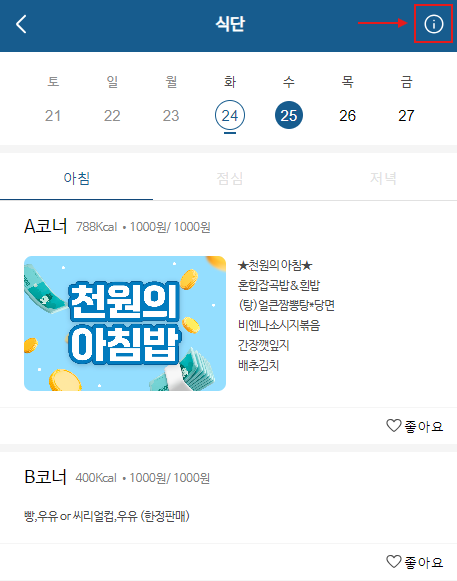 식단
토 일 월 화 수 목 금
21 22 23 24 25 26 27
아침 점심 저녁
A코너 788Kcal • 1000원/ 1000원
천원의
아침밥
★천원의 아침★
혼합잡곡밥&흰밥
(탕)얼큰짬뽕탕*당면
비엔나소시지볶음
간장깻잎지
배추김치
좋아요
B코너 400Kcal • 1000원/ 1000원
빵,우유 or 씨리얼컵,우유 (한정판매)
좋아요